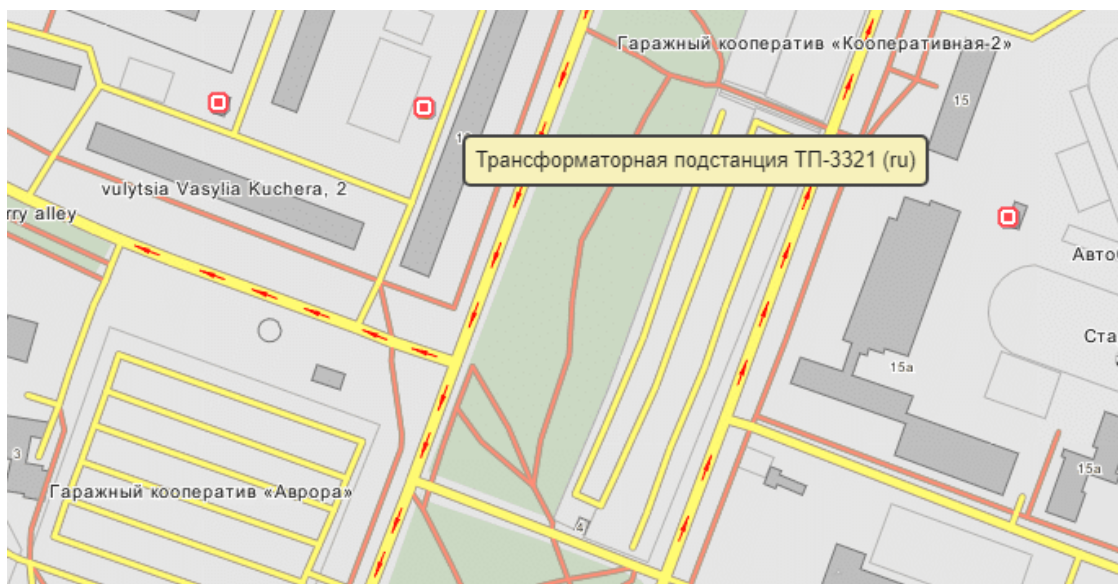 Гаражный кооператив «Кооперативная-2»
15
Трансформаторная подстанция ТП-3321 (ru)
vulytsia Vasylia Kuchera, 2
rry alley
Автоб
Ста
15а
3
15а
Гаражный кооператив «Аврора»
4